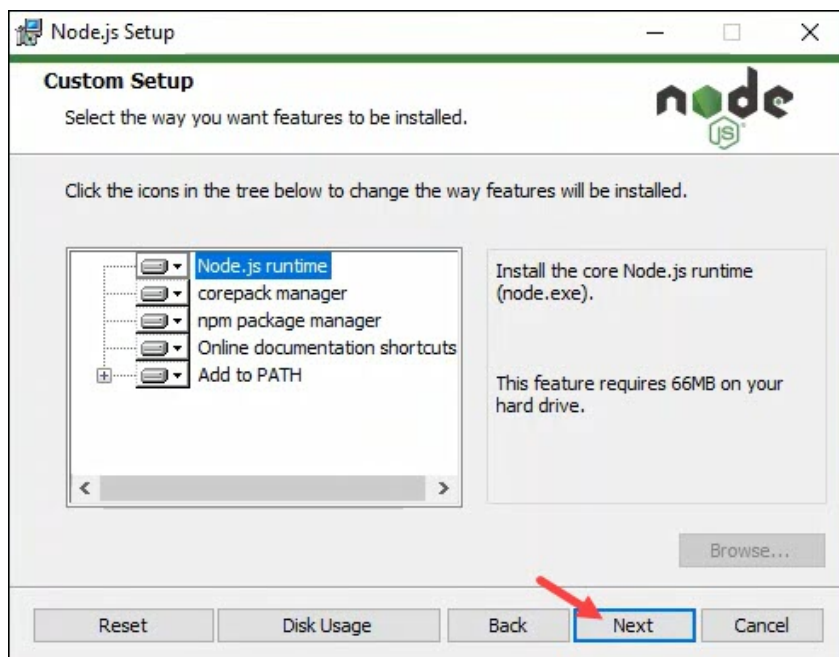 Node.js Setup
Custom Setup
Select the way you want features to be installed.
node
JS
Click the icons in the tree below to change the way features will be installed.
Node.js runtime
corepack manager
npm package manager
Online documentation shortcuts
Add to PATH
Install the core Node.js runtime
(node.exe).
This feature requires 66MB on your
hard drive.
Browse...
Reset
Disk Usage
Back
Next
Cancel